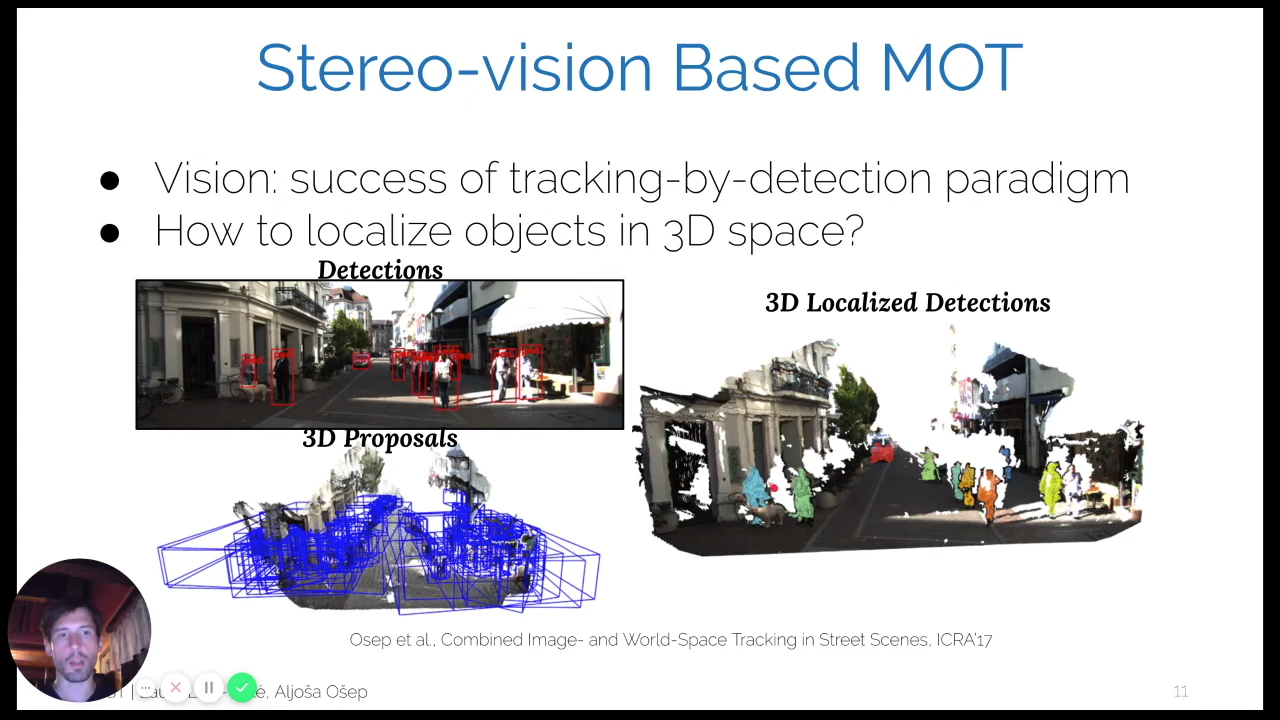 Stereo-vision Based MOT
● Vision: success of tracking-by-detection paradigm
● How to localize objects in 3D space?
Detections
3D Localized Detections
3D Proposals
Osep et al., Combined Image- and World-Space Tracking in Street Scenes, ICRA'17
| Aljoša Ošep
11